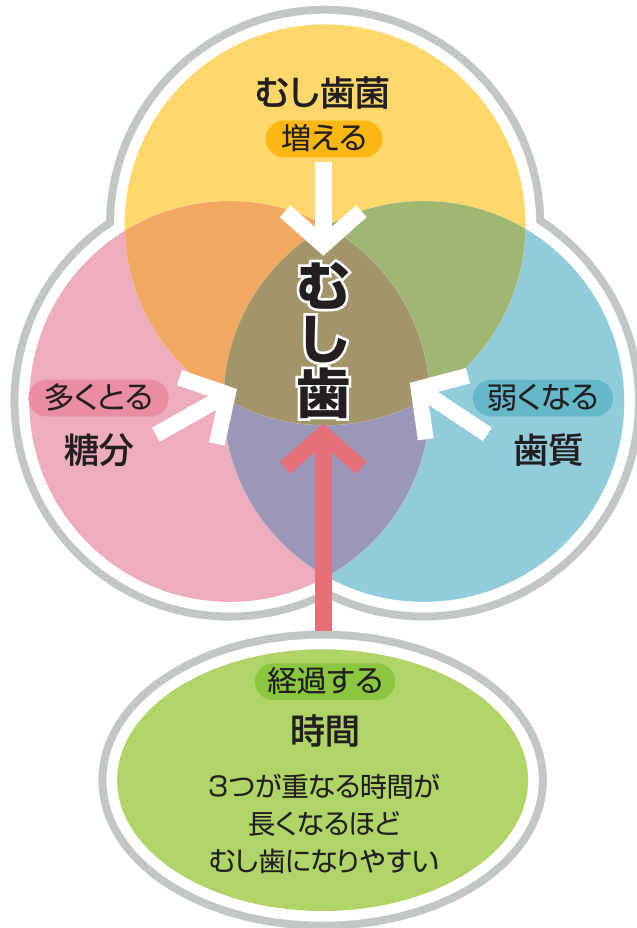 むし歯菌
増える
むし歯
多くとる
糖分
弱くなる
歯質
経過する
時間
3つが重なる時間が
長くなるほど
むし歯になりやすい